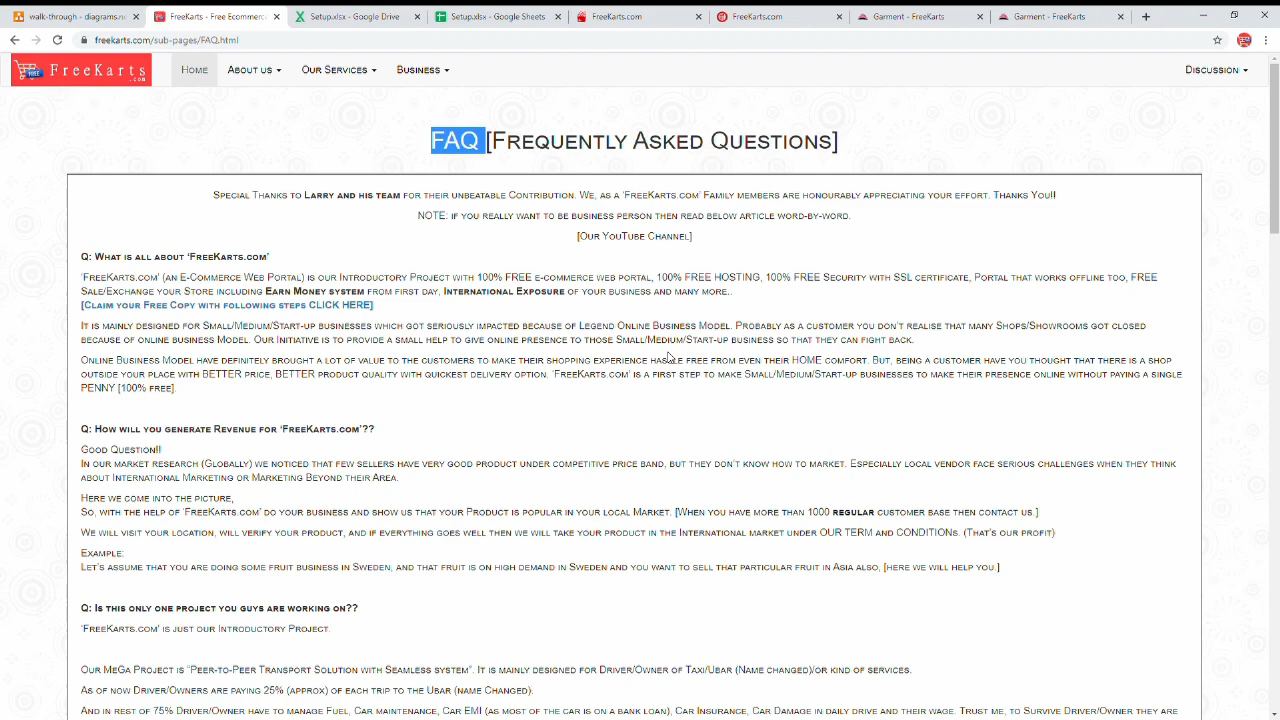 walk-through - diagrams.n
FreeKarts - Free Ecommerc
Setup.xlsx - Google Drive
Setup.xlsx - Google Sheets
FreeKarts.com
FreeKarts.com
Garment - FreeKarts
Garment - FreeKarts
freekarts.com/sub-pages/FAQ.html
FREE
FreeKarts
.com
Home
About us
Our Services
Business
Discussion
FAQ [Frequently Asked Questions]
Special Thanks to Larry and his team for their unbeatable Contribution. We, as a 'FreeKarts.com' Family members are honourably appreciating your effort. Thanks You!!
NOTE: if you really want to be business person then read below article word-by-word.
[Our YouTube Channel]
Q: What is all about 'FreeKarts.com'
'FreeKarts.com' (an E-Commerce Web Portal) is our Introductory Project with 100% FREE e-commerce web portal, 100% FREE HOSTING, 100% FREE Security with SSL certificate, Portal that works offline too, FREE
Sale/Exchange your Store including Earn Money system from first day, International Exposure of your business and many more..
[Claim your Free Copy with following steps CLICK HERE]
It is mainly designed for Small/Medium/Start-up businesses which got seriously impacted because of Legend Online Business Model. Probably as a customer you don't realise that many Shops/Showrooms got closed
because of online business Model. Our Initiative is to provide a small help to give online presence to those Small/Medium/Start-up business so that they can fight back.
Online Business Model have definitely brought a lot of value to the customers to make their shopping experience hassle free from even their HOME comfort. But, being a customer have you thought that there is a shop
outside your place with BETTER price, BETTER product quality with quickest delivery option. 'FreeKarts.com' is a first step to make Small/Medium/Start-up businesses to make their presence online without paying a single
PENNY [100% free].
Q: How will you generate Revenue for 'FreeKarts.com'??
Good Question!!
In our market research (Globally) we noticed that few sellers have very good product under competitive price band, but they don't know how to market. Especially local vendor face serious challenges when they think
about International Marketing or Marketing Beyond their Area.
Here we come into the picture,
So, with the help of 'FreeKarts.com' do your business and show us that your Product is popular in your local Market. [When you have more than 1000 regular customer base then contact us.]
We will visit your location, will verify your product, and if everything goes well then we will take your product in the International market under OUR TERM and CONDITIONs. (That's our profit)
Example:
Let's assume that you are doing some fruit business in Sweden, and that fruit is on high demand in Sweden and you want to sell that particular fruit in Asia also, [here we will help you.]
Q: Is this only one project you guys are working on??
'FreeKarts.com' is just our Introductory Project.
Our MeGa Project is "Peer-to-Peer Transport Solution with Seamless system". It is mainly designed for Driver/Owner of Taxi/Ubar (Name changed)/or kind of services.
As of now Driver/Owners are paying 25% (approx) of each trip to the Ubar (name Changed).
And in rest of 75% Driver/Owner have to manage Fuel, Car maintenance, Car EMI (as most of the car is on a bank loan), Car Insurance, Car Damage in daily drive and their wage. Trust me, to Survive Driver/Owner they are